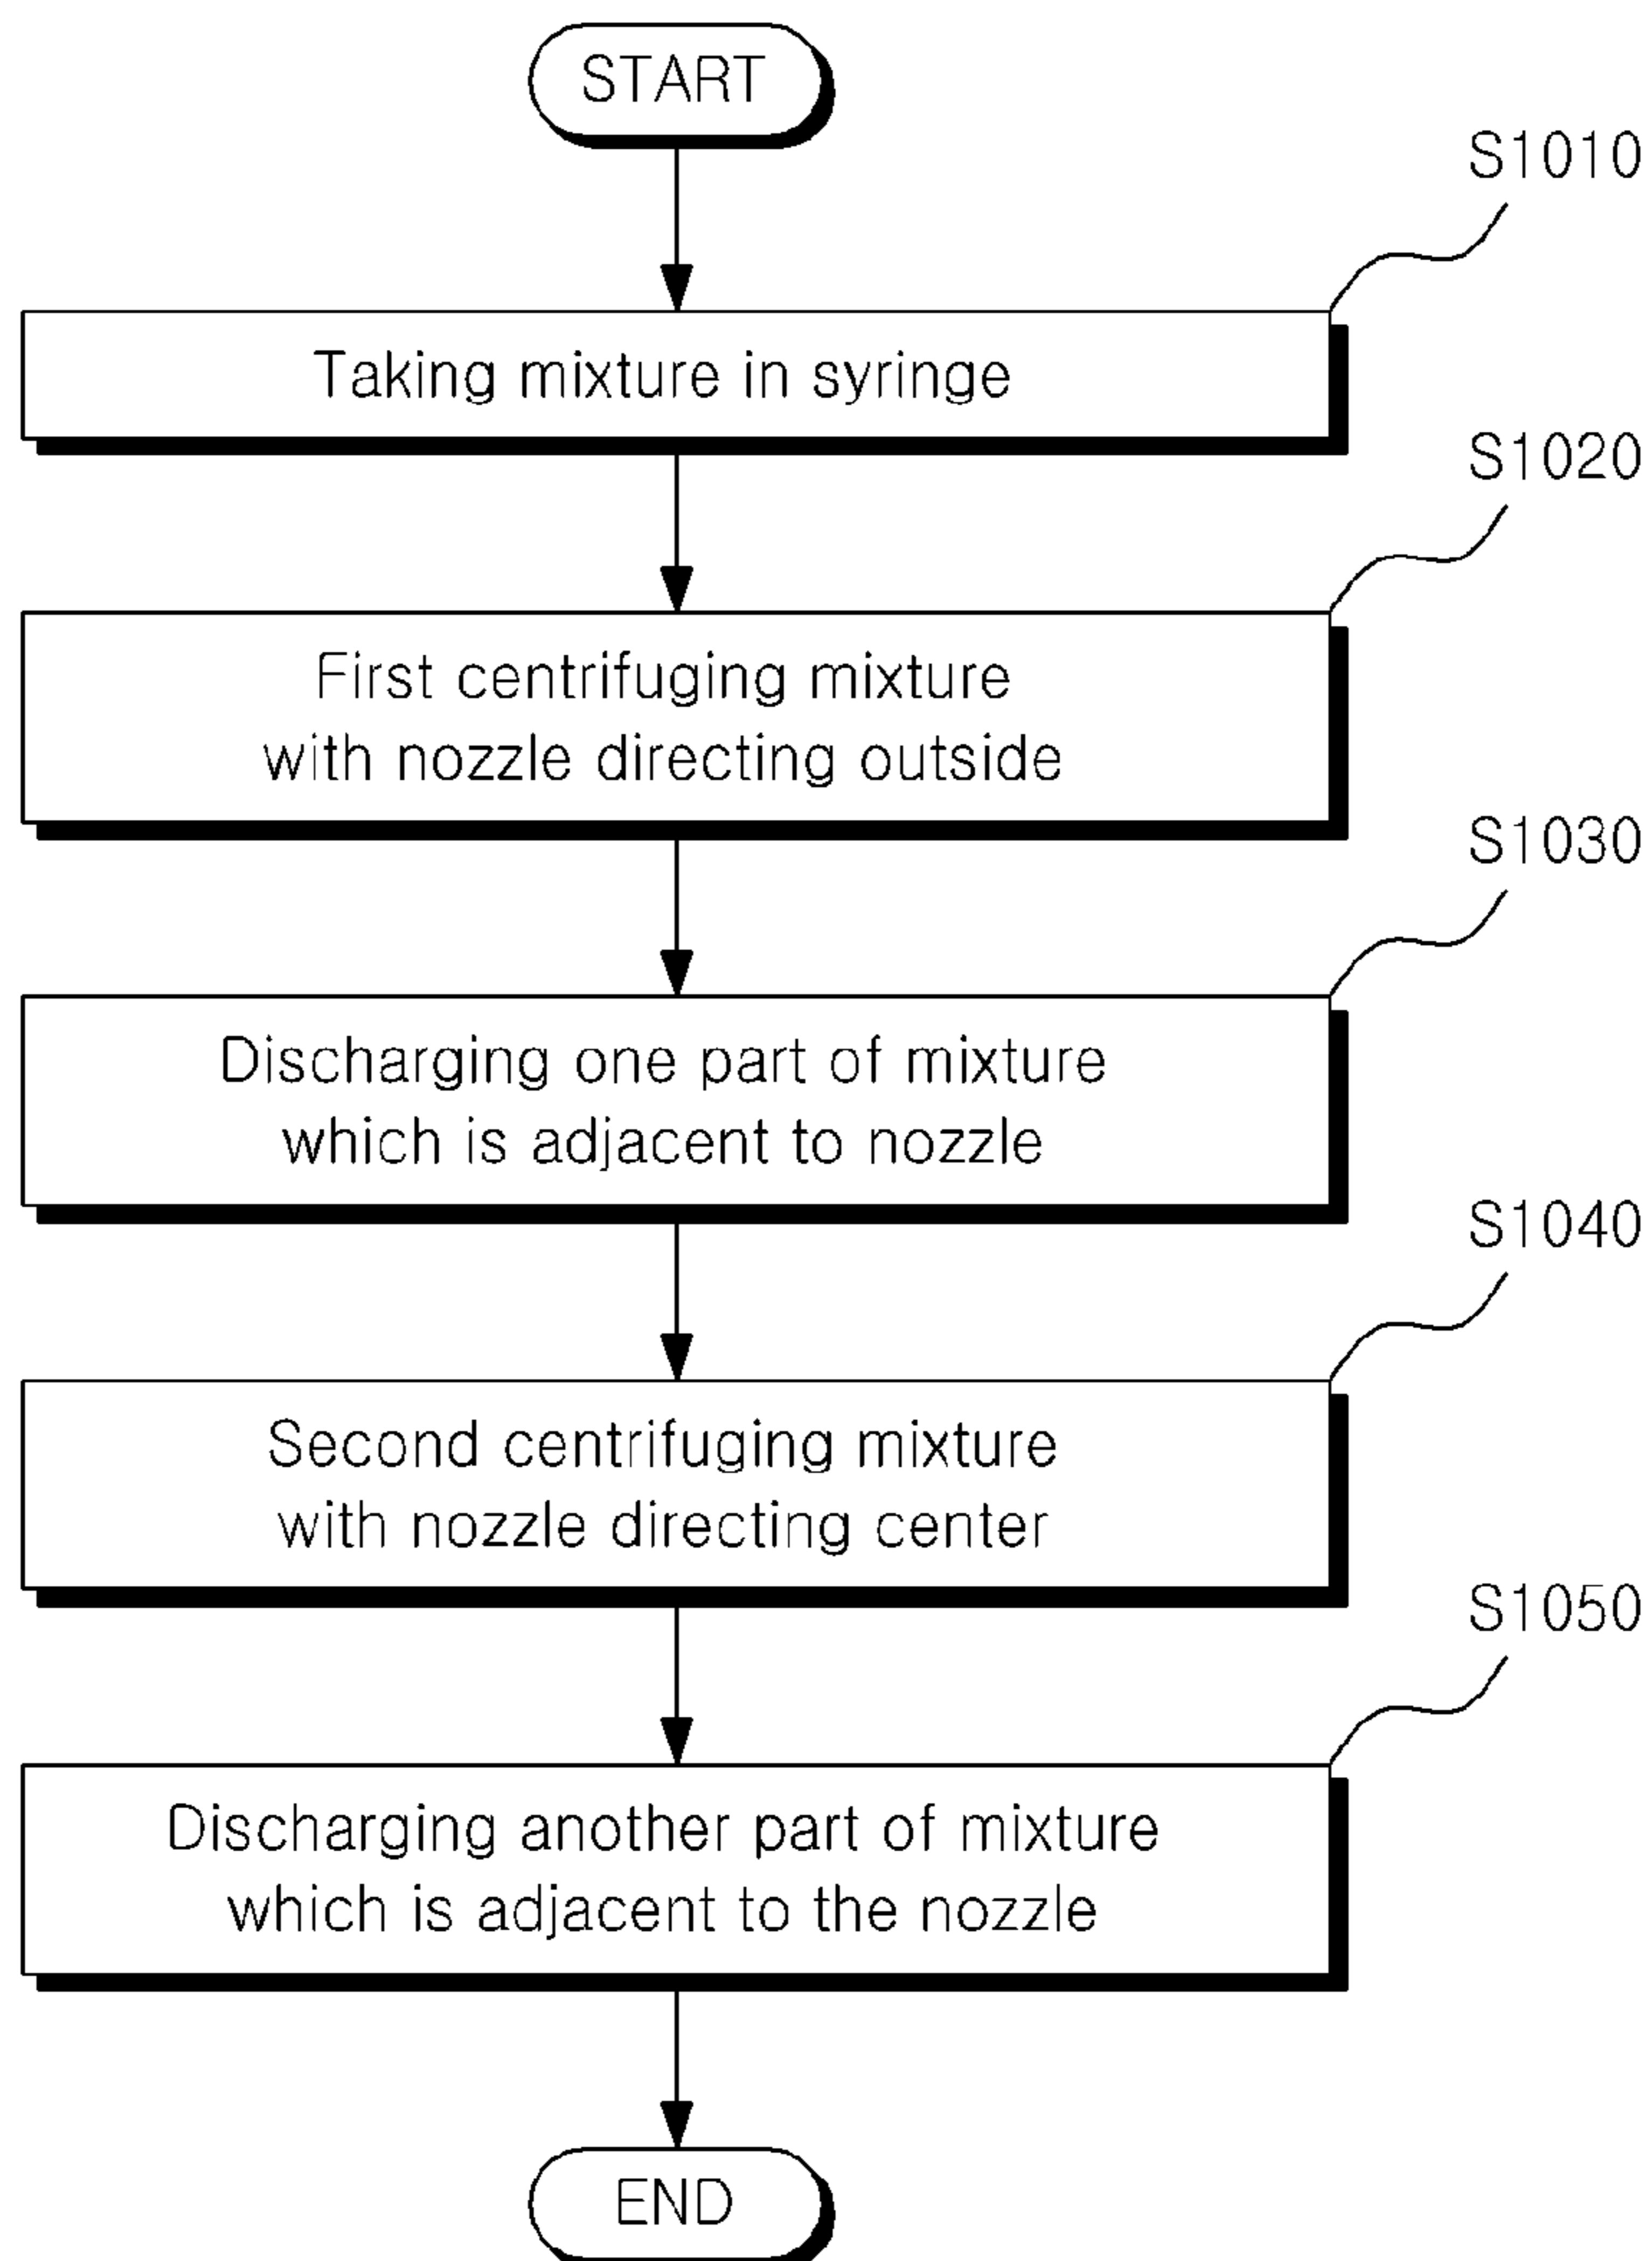 START
S1010
Taking mixture in syringe
S1020
First centrifuging mixture
with nozzle directing outside
S1030
Discharging one part of mixture
which is adjacent to nozzle
S1040
Second centrifuging mixture
with nozzle directing center
S1050
Discharging another part of mixture
which is adjacent to the nozzle
END